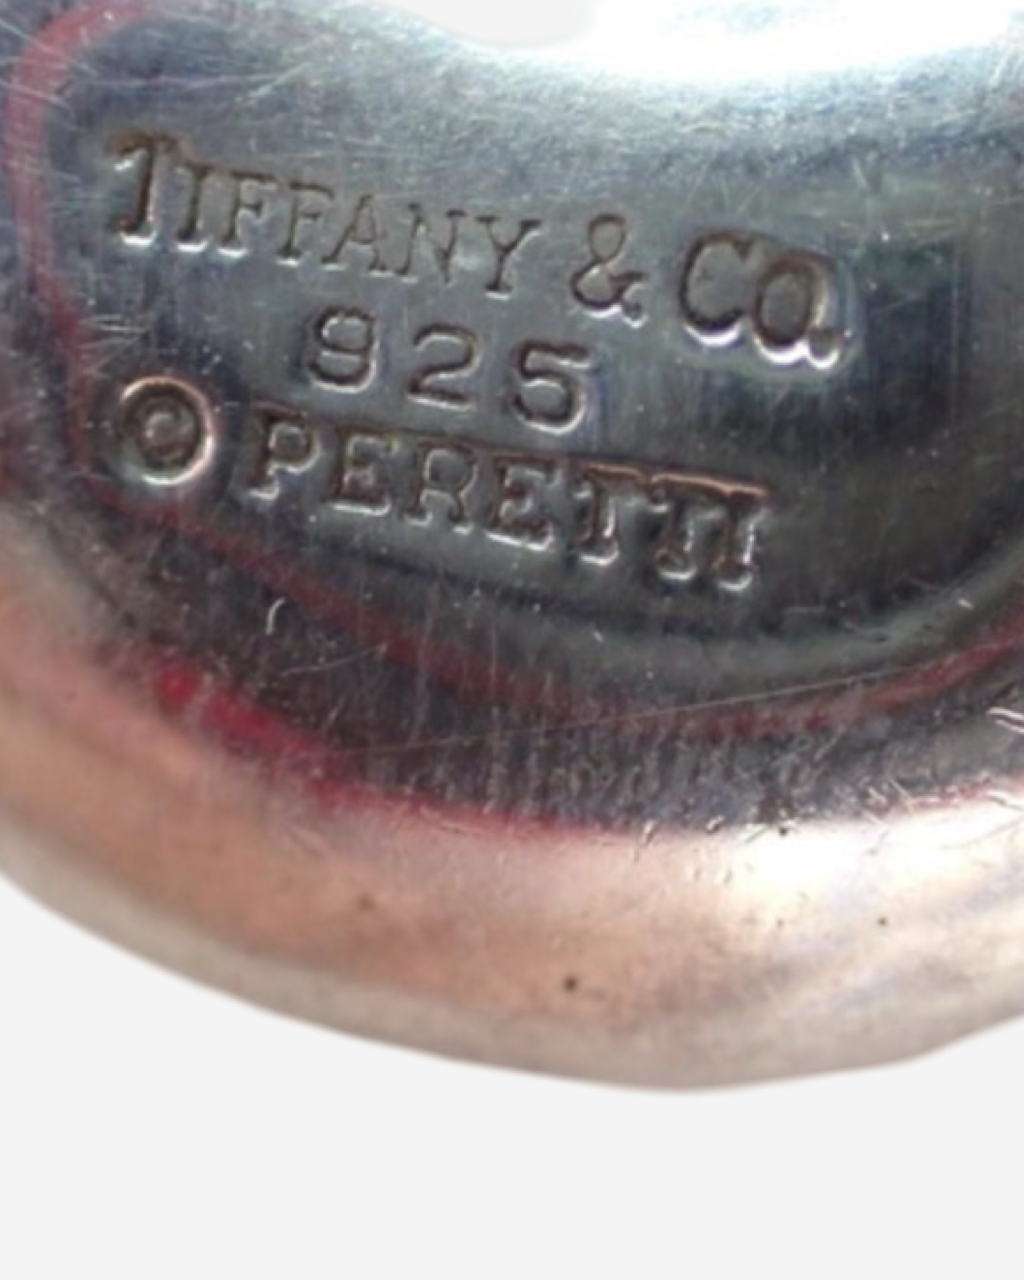 TIFFANY & CO.
925
© PERETTI